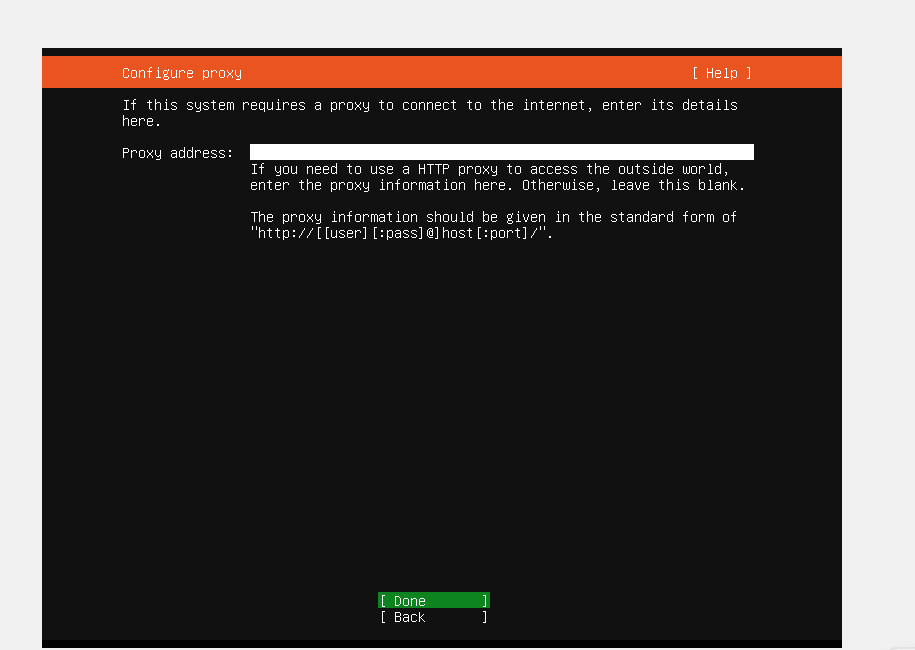 Configure proxy [ Help ]
If this system requires a proxy to connect to the internet, enter its details
here.
Proxy address:
If you need to use a HTTP proxy to access the outside world,
enter the proxy information here. Otherwise, leave this blank.
The proxy information should be given in the standard form of
"http://[[user][:pass]@]host[:port]/".
[ Done ]
[ Back ]